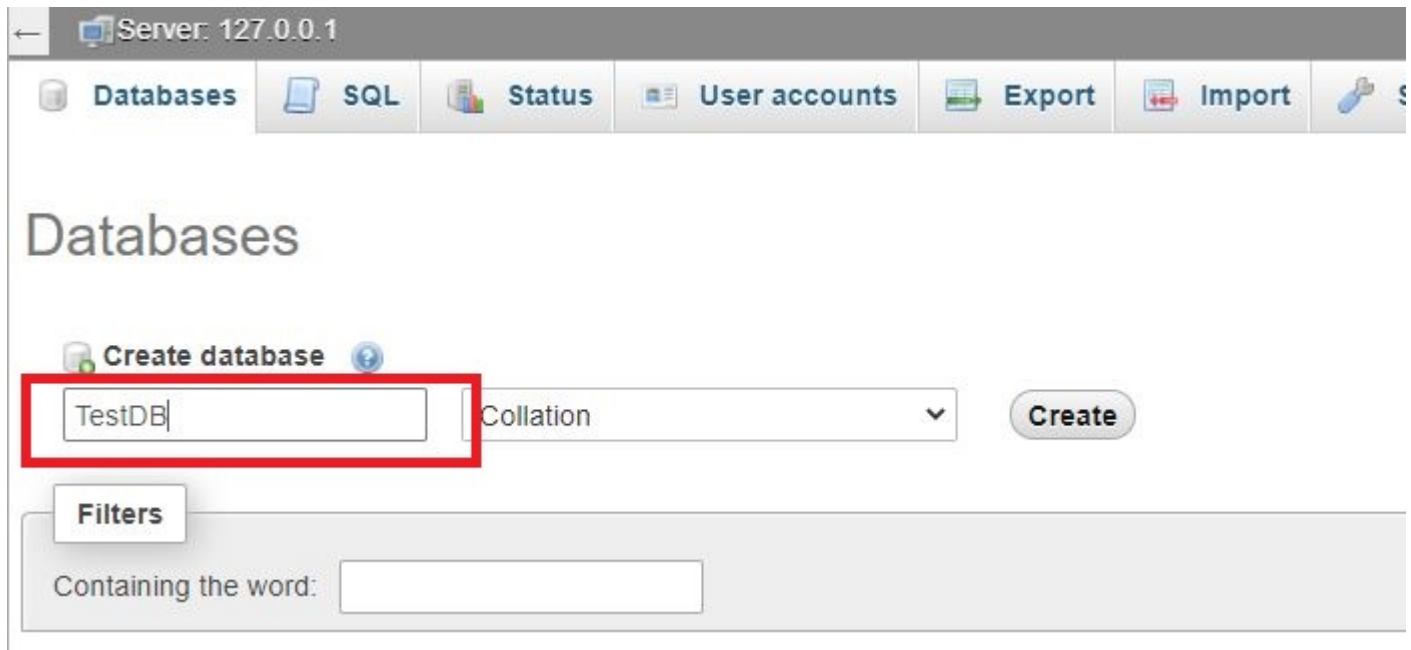 ← Server: 127.0.0.1
Databases SQL Status User accounts Export Import
Databases
Create database
TestDB Collation Create
Filters
Containing the word: